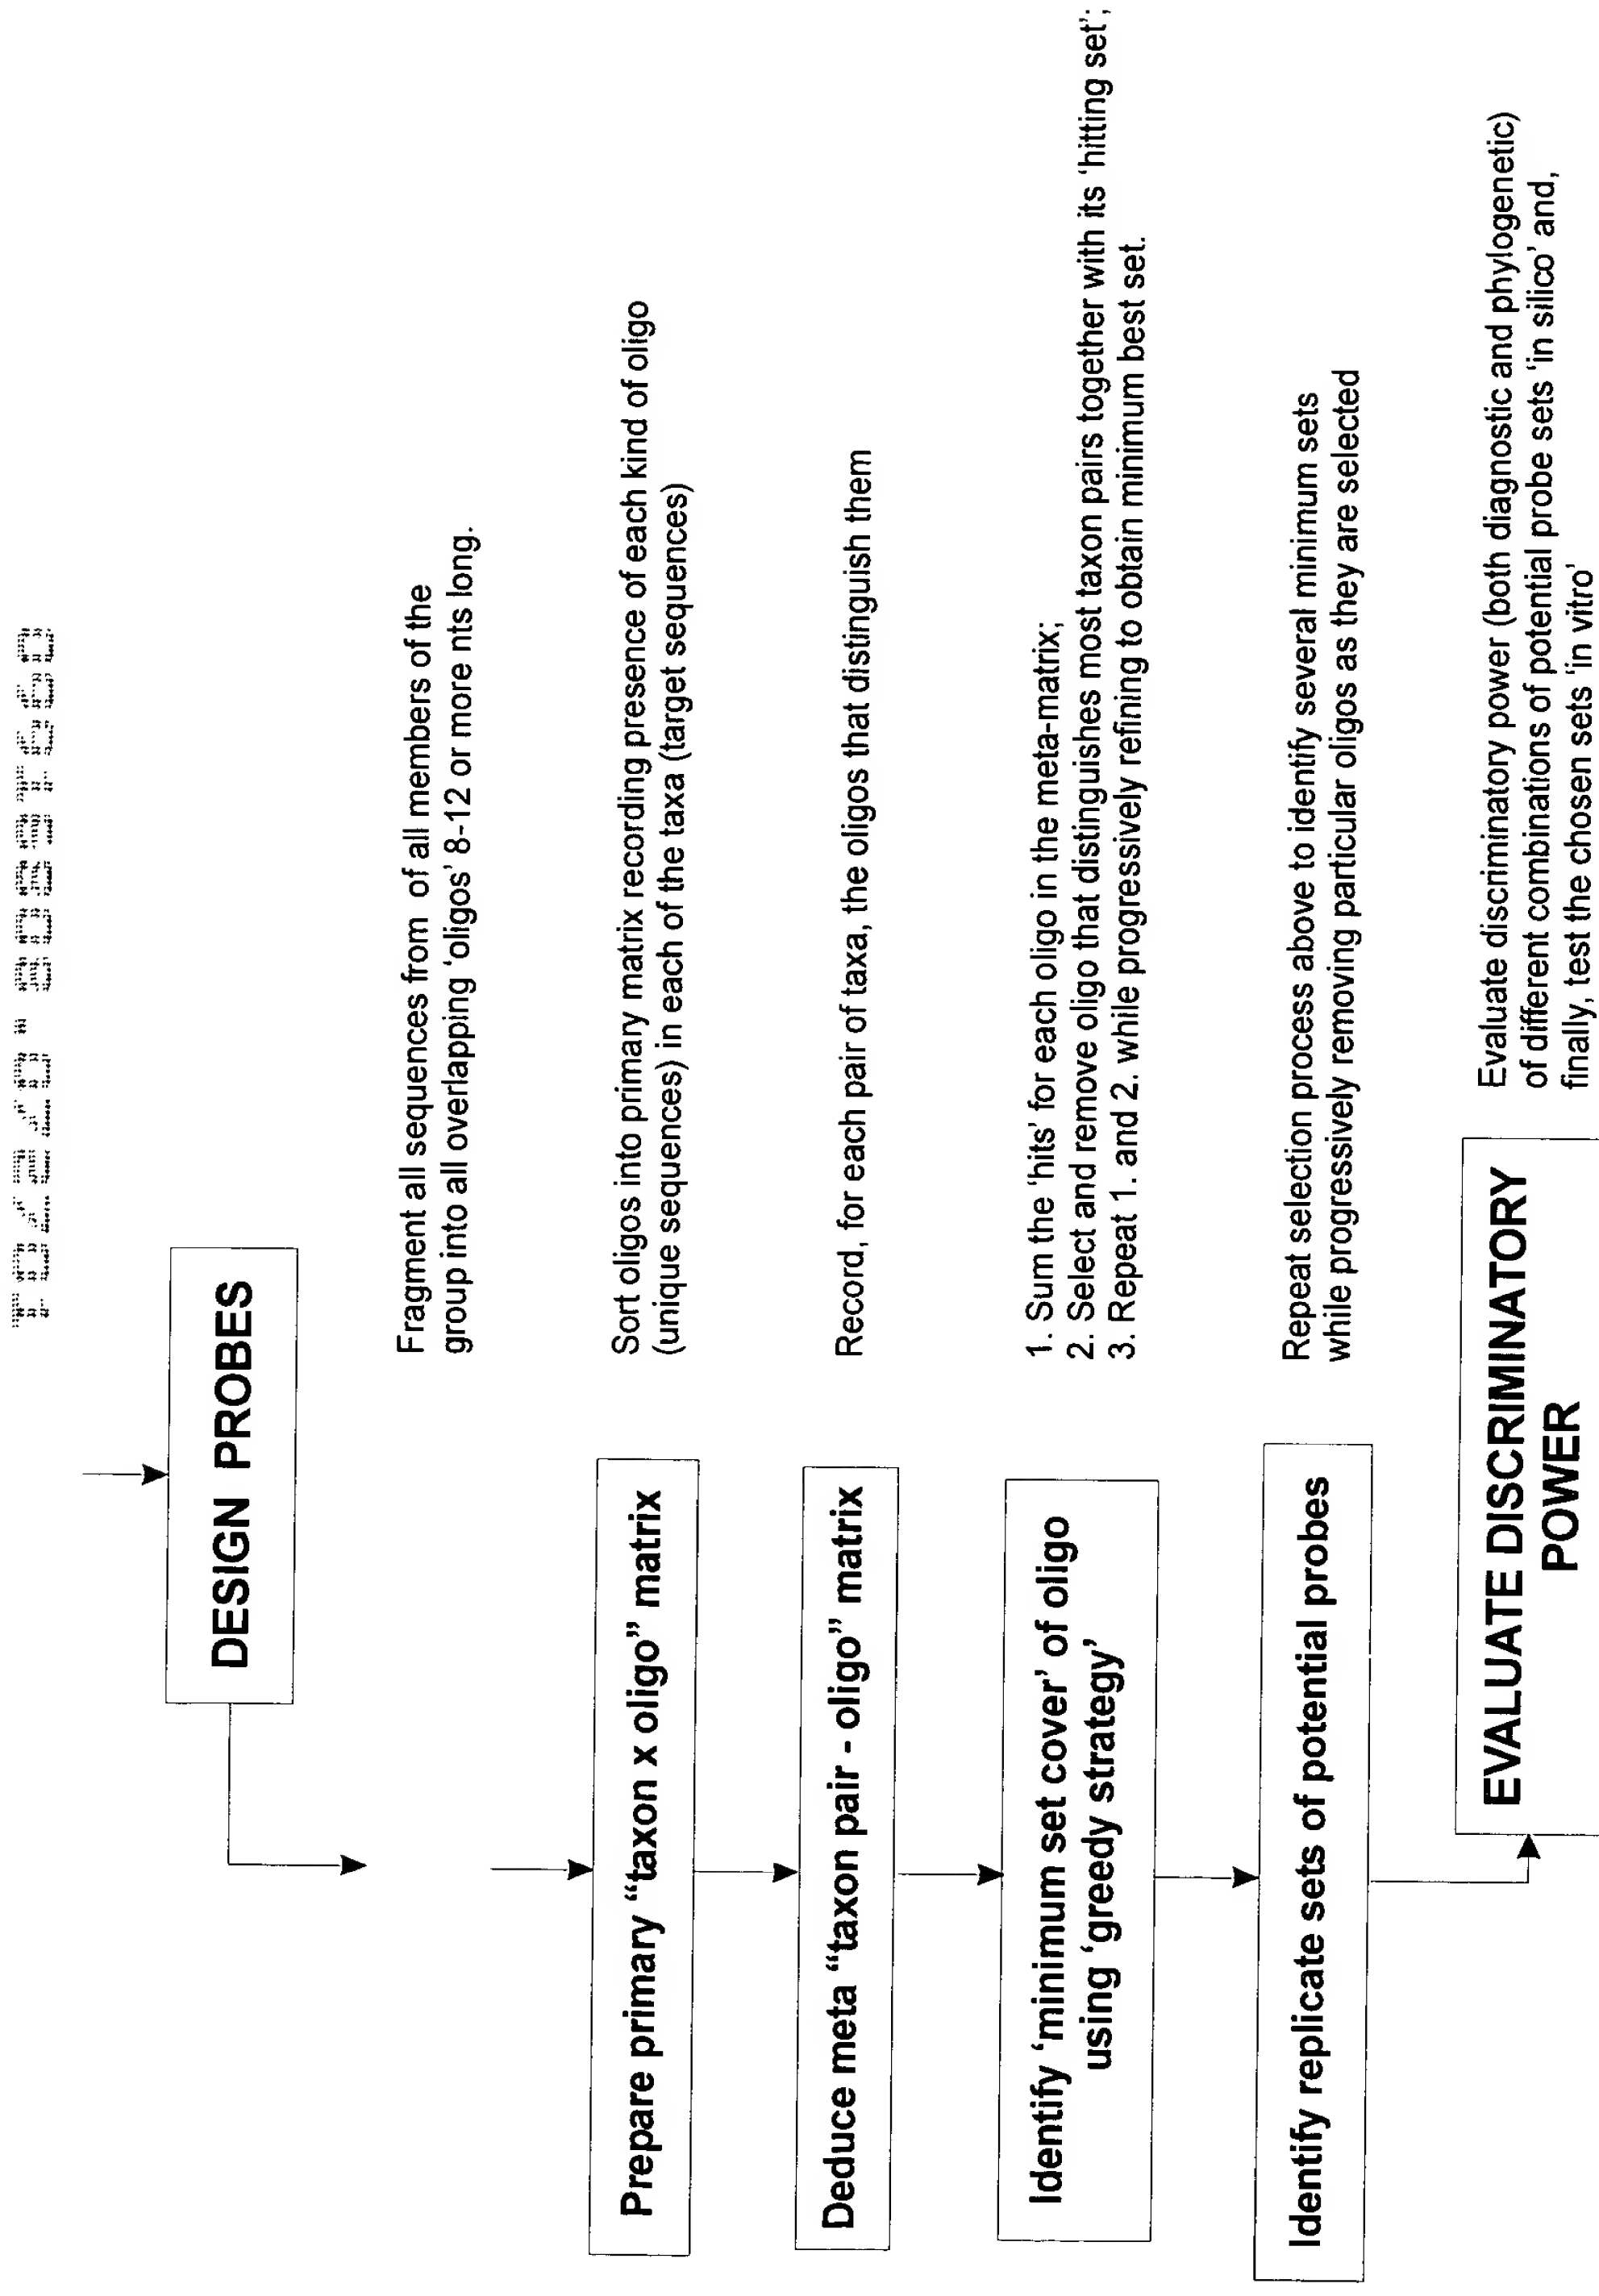 DESIGN PROBES
Fragment all sequences from of all members of the
group into all overlapping ‘oligos’ 8-12 or more nts long.
Prepare primary “taxon x oligo” matrix
Sort oligos into primary matrix recording presence of each kind of oligo
(unique sequences) in each of the taxa (target sequences)
Deduce meta “taxon pair - oligo” matrix
Record, for each pair of taxa, the oligos that distinguish them
Identify ‘minimum set cover’ of oligo
using ‘greedy strategy’
1. Sum the ‘hits’ for each oligo in the meta-matrix;
2. Select and remove oligo that distinguishes most taxon pairs together with its ‘hitting set’;
3. Repeat 1. and 2. while progressively refining to obtain minimum best set.
Identify replicate sets of potential probes
Repeat selection process above to identify several minimum sets
while progressively removing particular oligos as they are selected
EVALUATE DISCRIMINATORY
POWER
Evaluate discriminatory power (both diagnostic and phylogenetic)
of different combinations of potential probe sets ‘in silico’ and,
finally, test the chosen sets ‘in vitro’